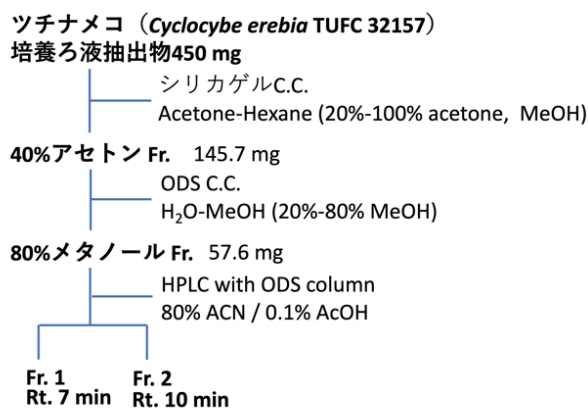 ツチナメコ（Cyclocybe erebia TUFC 32157）
培養ろ液抽出物450 mg
シリカゲルC.C.
Acetone-Hexane (20%-100% acetone, MeOH)
40%アセトン Fr. 145.7 mg
ODS C.C.
H₂O-MeOH (20%-80% MeOH)
80%メタノール Fr. 57.6 mg
HPLC with ODS column
80% ACN / 0.1% AcOH
Fr. 1 Fr. 2
Rt. 7 min Rt. 10 min